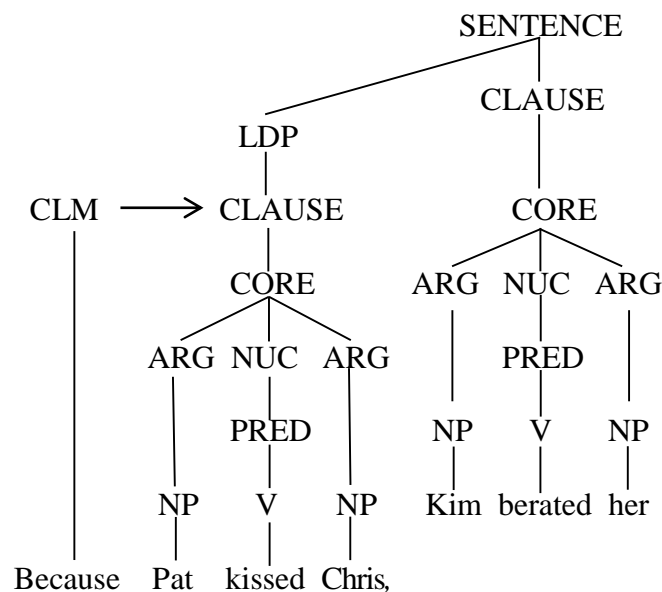 SENTENCE
CLAUSE
LDP
CLM CLAUSE CORE
CORE ARG NUC ARG
ARG NUC ARG PRED
PRED NP V NP
NP V NP Kim berated her
Because Pat kissed Chris,